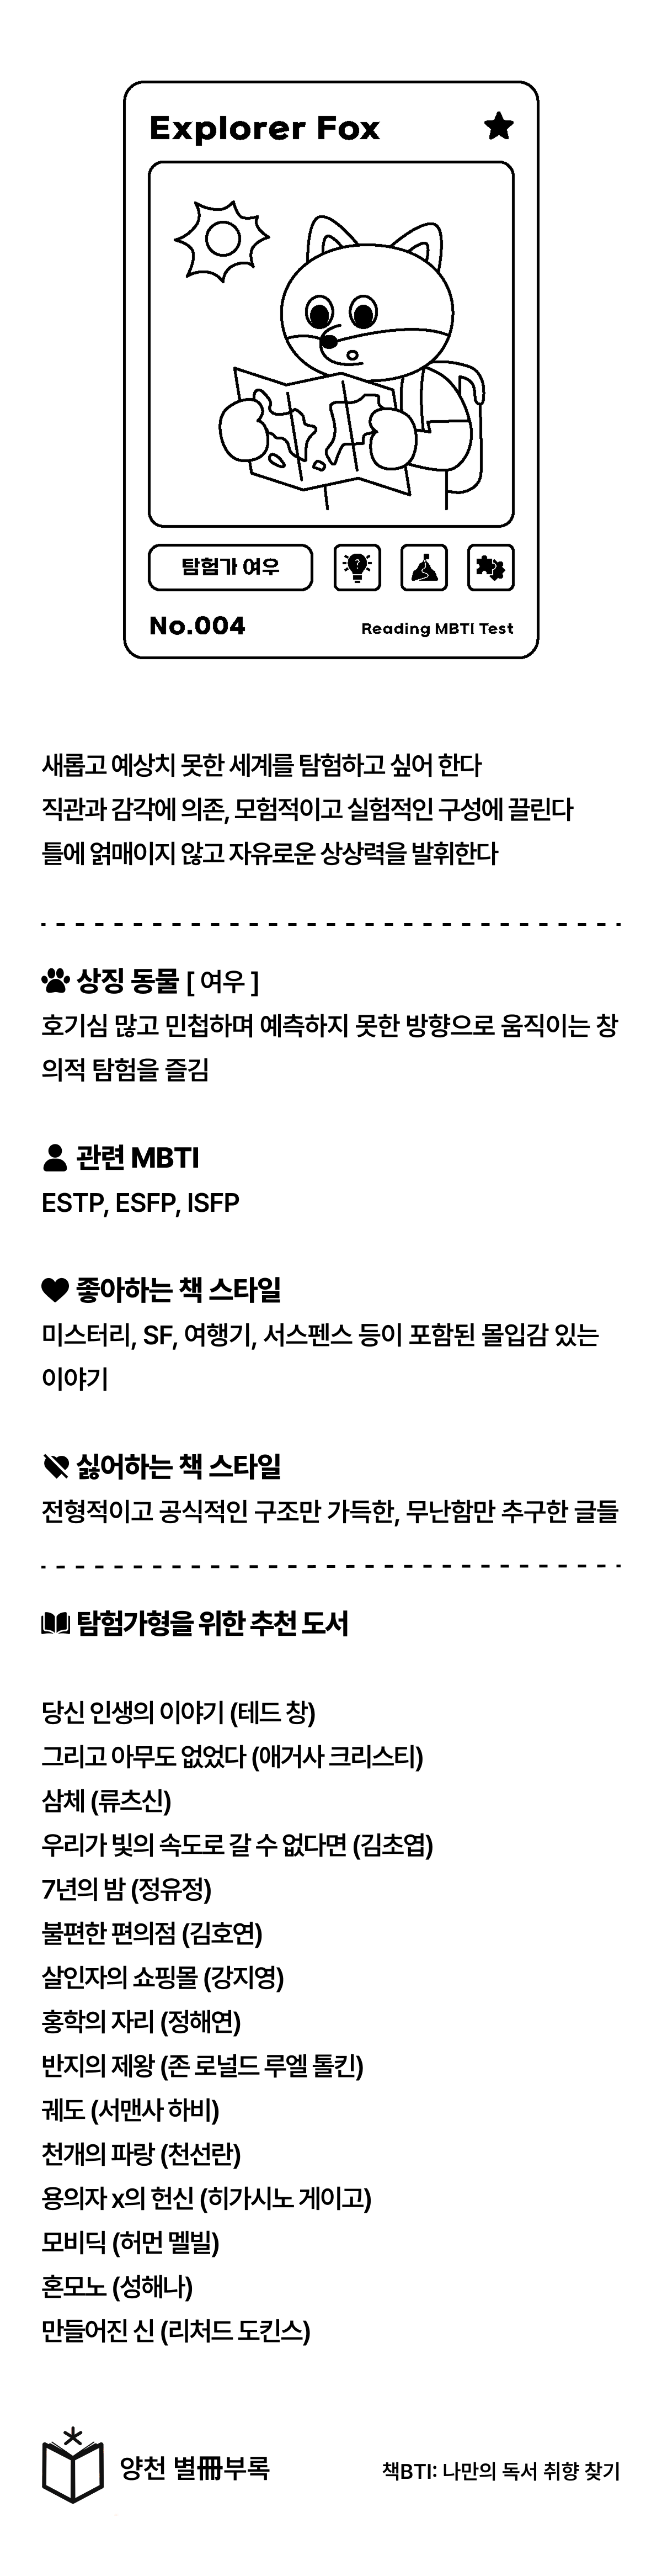 Explorer Fox
탐험가 여우
?
No.004
Reading MBTI Test
새롭고 예상치 못한 세계를 탐험하고 싶어 한다
직관과 감각에 의존, 모험적이고 실험적인 구성에 끌린다
틀에 얽매이지 않고 자유로운 상상력을 발휘한다
상징 동물 [ 여우 ]
호기심 많고 민첩하며 예측하지 못한 방향으로 움직이는 창
의적 탐험을 즐김
관련 MBTI
ESTP, ESFP, ISFP
좋아하는 책 스타일
미스터리, SF, 여행기, 서스펜스 등이 포함된 몰입감 있는
이야기
싫어하는 책 스타일
전형적이고 공식적인 구조만 가득한, 무난함만 추구한 글들
탐험가형을 위한 추천 도서
당신 인생의 이야기 (테드 창)
그리고 아무도 없었다 (애거사 크리스티)
삼체 (류츠신)
우리가 빛의 속도로 갈 수 없다면 (김초엽)
7년의 밤 (정유정)
불편한 편의점 (김호연)
살인자의 쇼핑몰 (강지영)
홍학의 자리 (정해연)
반지의 제왕 (존 로널드 루엘 톨킨)
궤도 (서맨사 하비)
천개의 파랑 (천선란)
용의자 x의 헌신 (히가시노 게이고)
모비딕 (허먼 멜빌)
혼모노 (성해나)
만들어진 신 (리처드 도킨스)
양천 별冊부록
책BTI: 나만의 독서 취향 찾기